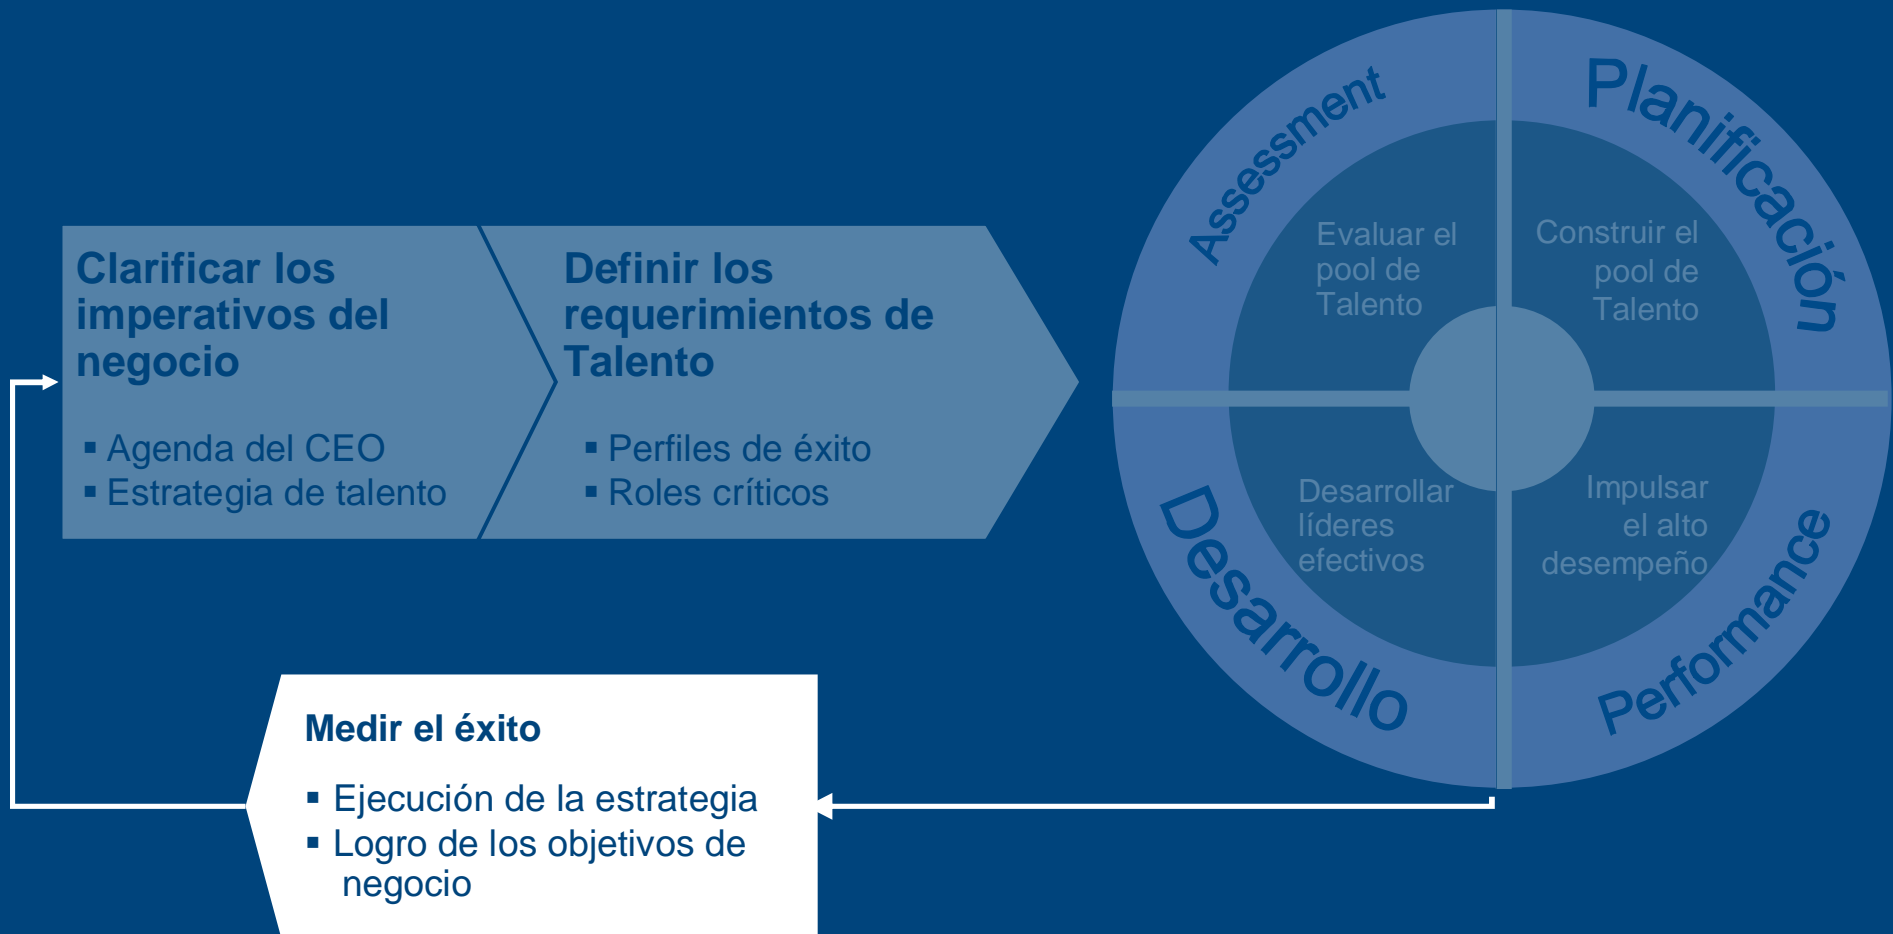 Clarificar los
imperativos del
negocio
▪ Agenda del CEO
▪ Estrategia de talento
Definir los
requerimientos de
Talento
▪ Perfiles de éxito
▪ Roles críticos
Assessment
Evaluar el
pool de
Talento
Planificación
Construir el
pool de
Talento
Desarrollo
Desarrollar
líderes
efectivos
Performance
Impulsar
el alto
desempeño
Medir el éxito
▪ Ejecución de la estrategia
▪ Logro de los objetivos de
negocio